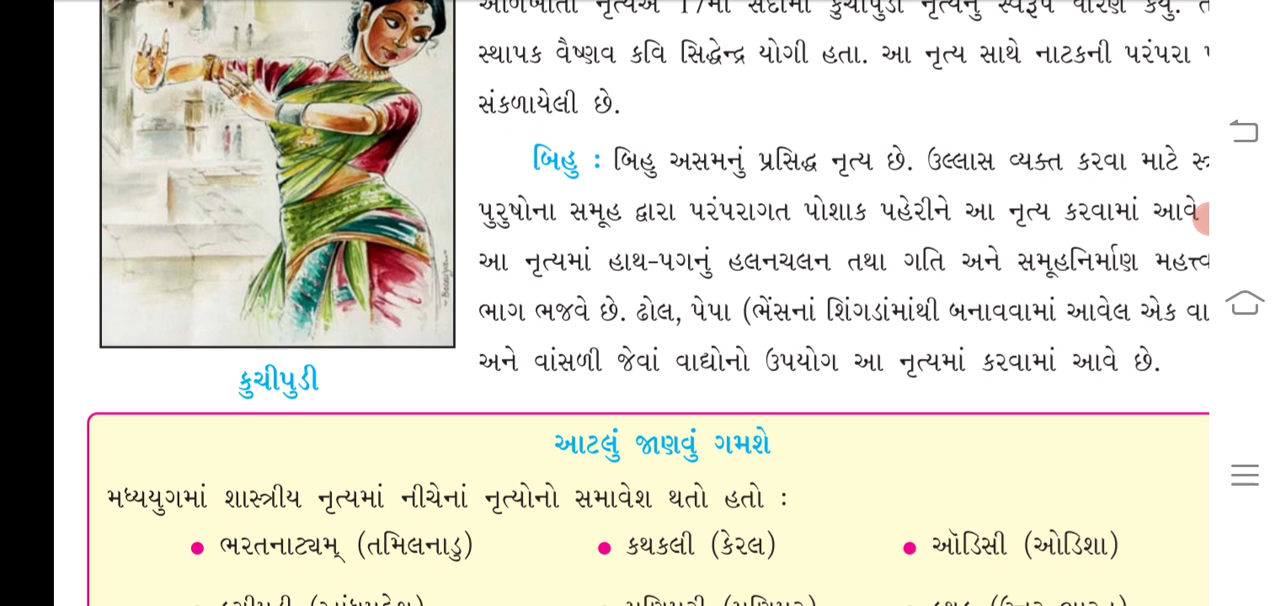 સ્થાપક વૈષ્ણવ કવિ સિદ્ધેન્દ્ર યોગી હતા. આ નૃત્ય સાથે નાટકની પરંપરા
સંકળાયેલી છે.
બિહુ : બિહુ અસમનું પ્રસિદ્ધ નૃત્ય છે. ઉલ્લાસ વ્યક્ત કરવા માટે
પુરુષોના સમૂહ દ્વારા પરંપરાગત પોશાક પહેરીને આ નૃત્ય કરવામાં આવે
આ નૃત્યમાં હાથ-પગનું હલનચલન તથા ગતિ અને સમૂહનિર્માણ
ભાગ ભજવે છે. ઢોલ, પેપા (ભેંસનાં શિંગડાંમાંથી બનાવવામાં આવેલ એક
અને વાંસળી જેવાં વાદ્યોનો ઉપયોગ આ નૃત્યમાં કરવામાં આવે છે.
કુચીપુડી
આટલું જાણવું ગમશે
મધ્યયુગમાં શાસ્ત્રીય નૃત્યમાં નીચેનાં નૃત્યોનો સમાવેશ થતો હતો :
• ભરતનાટ્યમ્ (તમિલનાડુ) • કથકલી (કેરલ) • ઑડિસી (ઓડિશા)